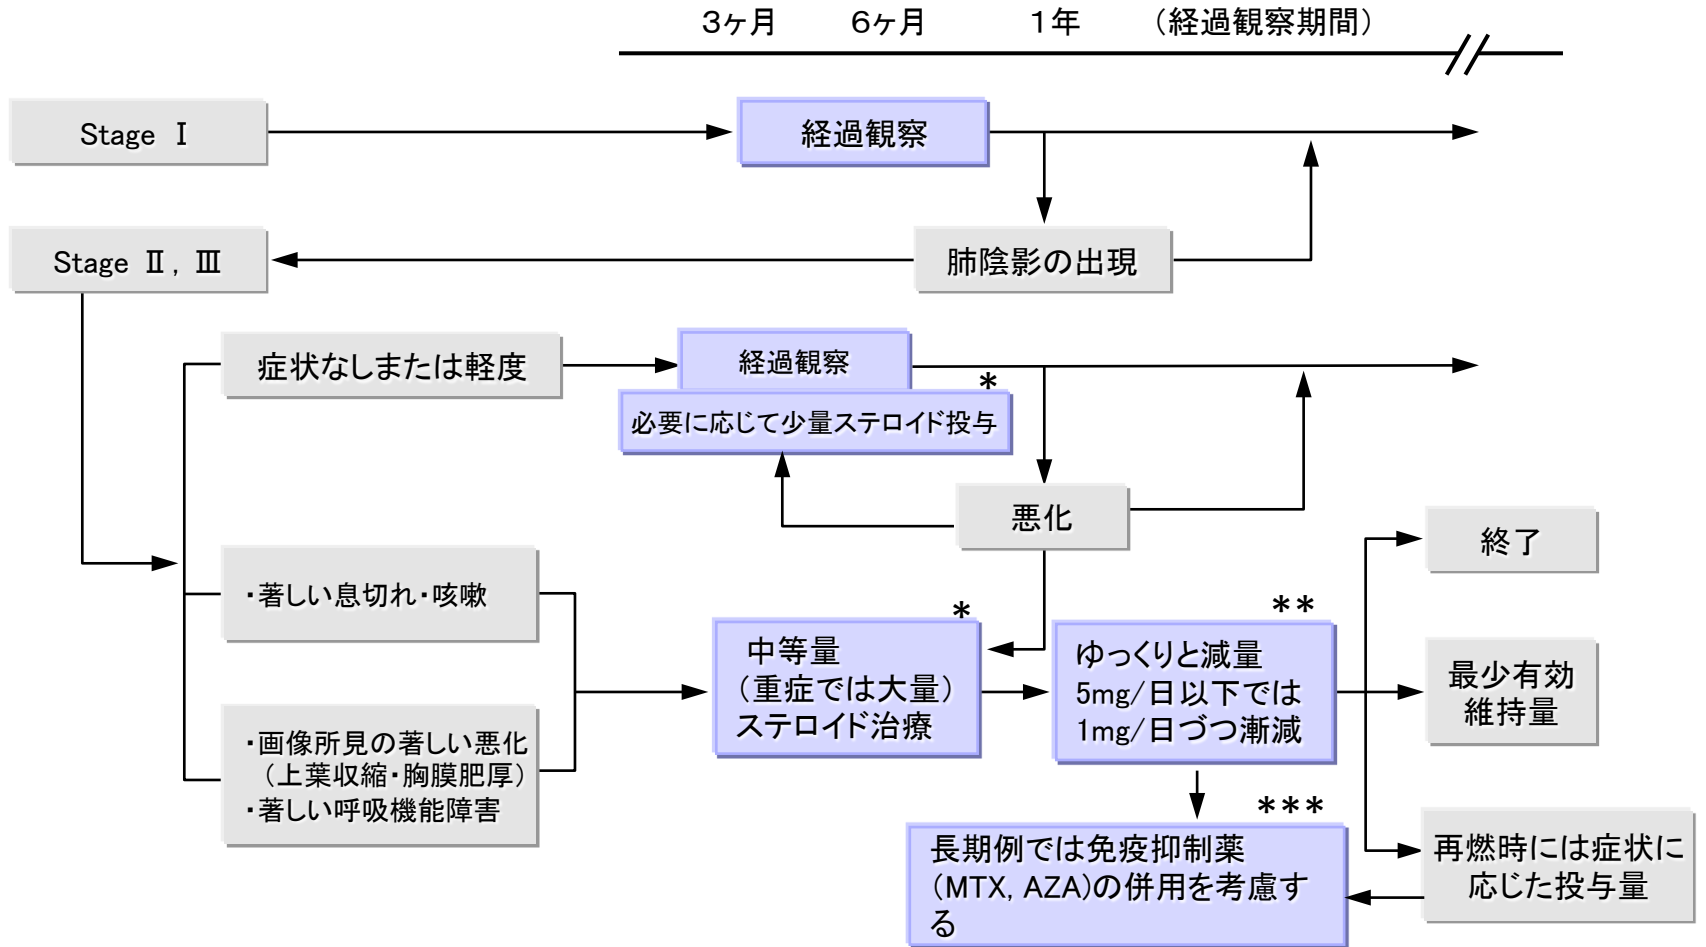 3ヶ月 6ヶ月 1年 （経過観察期間）
Stage Ⅰ
経過観察
Stage Ⅱ, Ⅲ
肺陰影の出現
症状なしまたは軽度
経過観察
*
必要に応じて少量ステロイド投与
悪化
終了
・著しい息切れ・咳嗽
*
中等量
（重症では大量）
ステロイド治療
**
ゆっくりと減量
5mg/日以下では
1mg/日づつ漸減
最少有効
維持量
・画像所見の著しい悪化
（上葉収縮・胸膜肥厚）
・著しい呼吸機能障害
***
長期例では免疫抑制薬
(MTX, AZA)の併用を考慮す
る
再燃時には症状に
応じた投与量